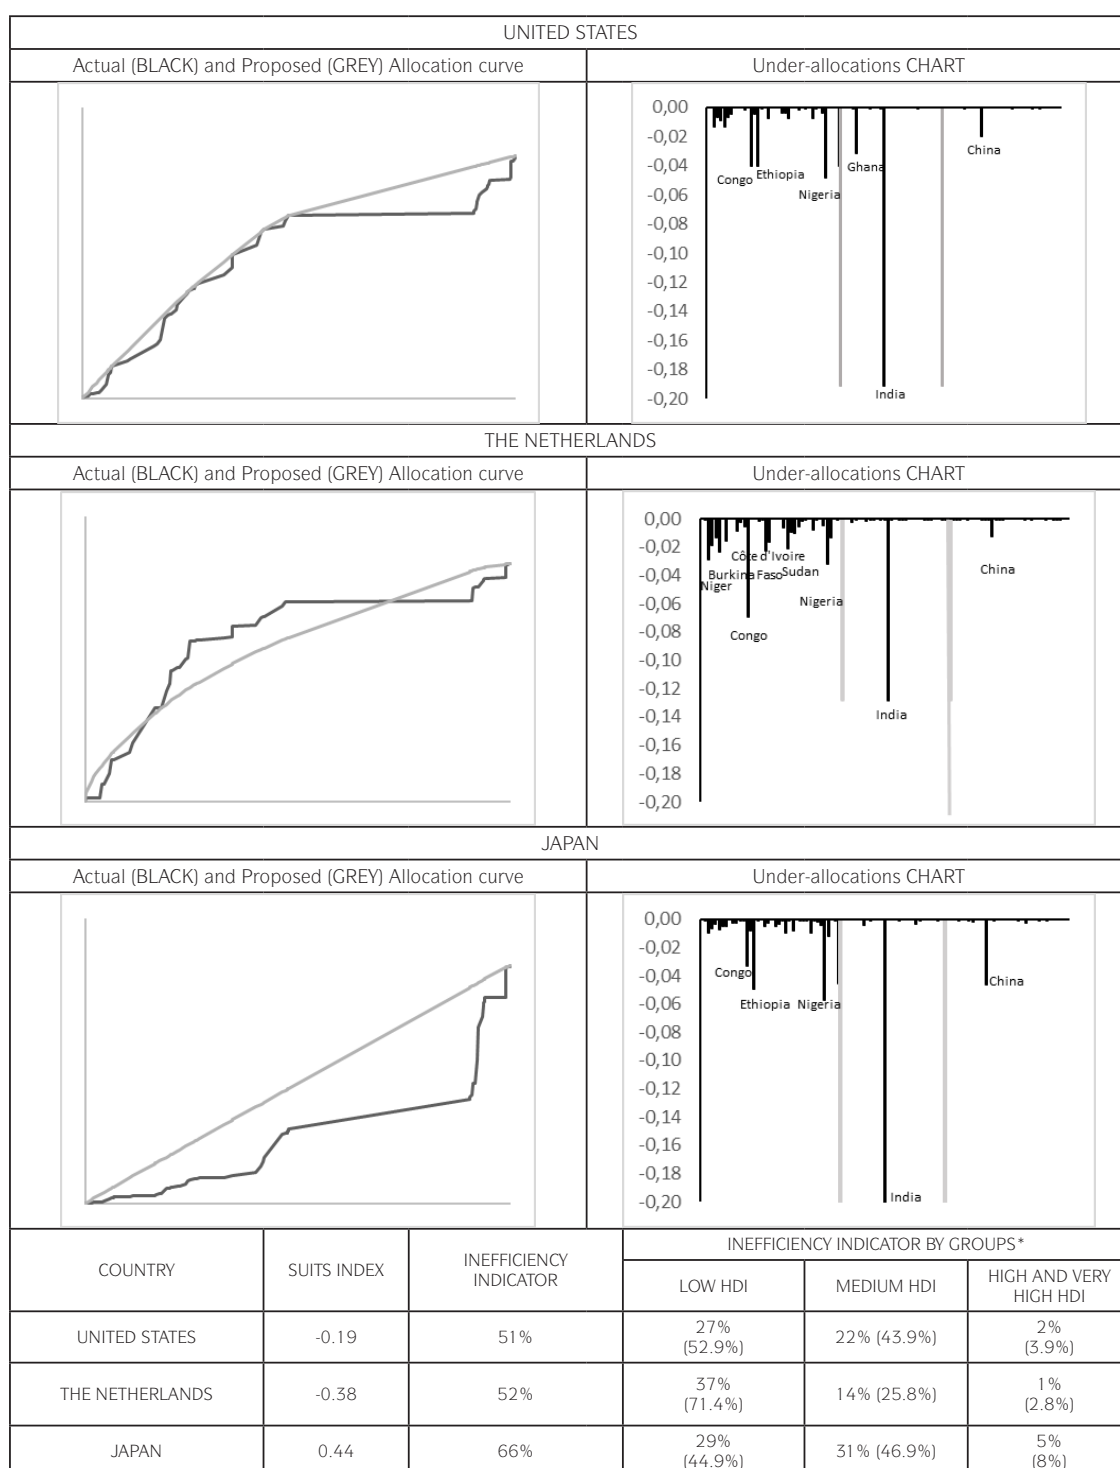 UNITED STATES
Actual (BLACK) and Proposed (GREY) Allocation curve
Under-allocations CHART
0,00
-0,02
-0,04
-0,06
-0,08
-0,10
-0,12
-0,14
-0,16
-0,18
-0,20
Congo
Ethiopia
Nigeria
Ghana
India
China
THE NETHERLANDS
Actual (BLACK) and Proposed (GREY) Allocation curve
Under-allocations CHART
0,00
-0,02
-0,04
-0,06
-0,08
-0,10
-0,12
-0,14
-0,16
-0,18
-0,20
Côte d'Ivoire
Burkina Faso
Sudan
Niger
Nigeria
Congo
India
China
JAPAN
Actual (BLACK) and Proposed (GREY) Allocation curve
Under-allocations CHART
0,00
-0,02
-0,04
-0,06
-0,08
-0,10
-0,12
-0,14
-0,16
-0,18
-0,20
Congo
Ethiopia
Nigeria
India
China
COUNTRY
SUITS INDEX
INEFFICIENCY
INDICATOR
INEFFICIENCY INDICATOR BY GROUPS*
LOW HDI
MEDIUM HDI
HIGH AND VERY
HIGH HDI
UNITED STATES
-0.19
51%
27%
(52.9%)
22% (43.9%)
2%
(3.9%)
THE NETHERLANDS
-0.38
52%
37%
(71.4%)
14% (25.8%)
1%
(2.8%)
JAPAN
0.44
66%
29%
(44.9%)
31% (46.9%)
5%
(8%)